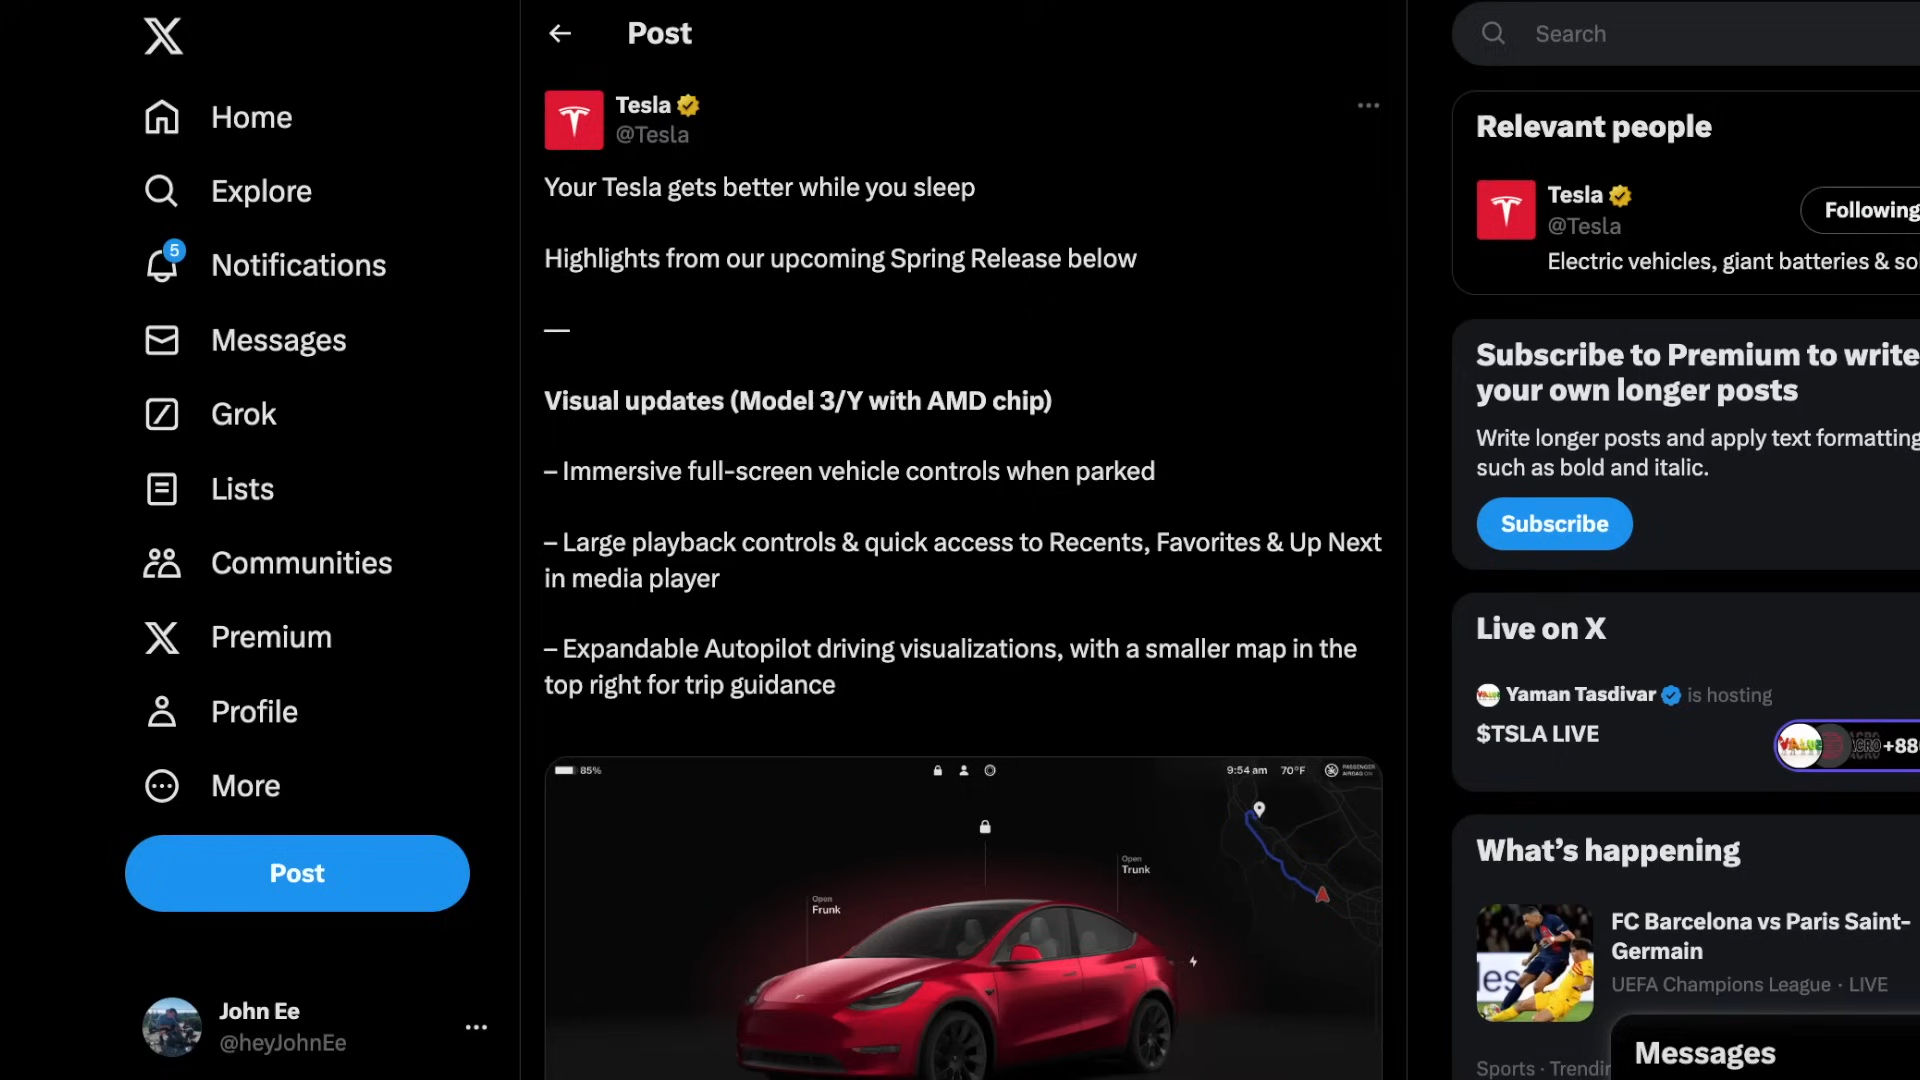 Home
Explore
5
Notifications
Messages
Grok
Lists
Communities
Premium
Profile
More
Post
John Ee
@heyJohnEe
Post
Tesla
@Tesla
Your Tesla gets better while you sleep
Highlights from our upcoming Spring Release below
—
Visual updates (Model 3/Y with AMD chip)
– Immersive full-screen vehicle controls when parked
– Large playback controls & quick access to Recents, Favorites & Up Next
in media player
– Expandable Autopilot driving visualizations, with a smaller map in the
top right for trip guidance
85%
9:54 am 70°F
PASSENGER
AIRBAG ON
Open
Trunk
Open
Frunk
Search
Relevant people
Tesla
@Tesla
Following
Electric vehicles, giant batteries & so
Subscribe to Premium to write
your own longer posts
Write longer posts and apply text formatting
such as bold and italic.
Subscribe
Live on X
Yaman Tasdivar is hosting
$TSLA LIVE
VALUE
+88
What's happening
FC Barcelona vs Paris Saint-
Germain
UEFA Champions League · LIVE
Sports · Trendin
Messages